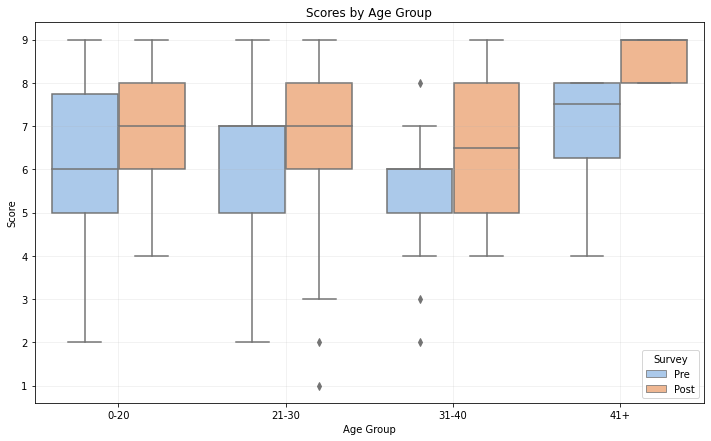 Scores by Age Group
Score
9
8
7
6
5
4
3
2
1
0-20
21-30
31-40
41+
Age Group
Survey
Pre
Post